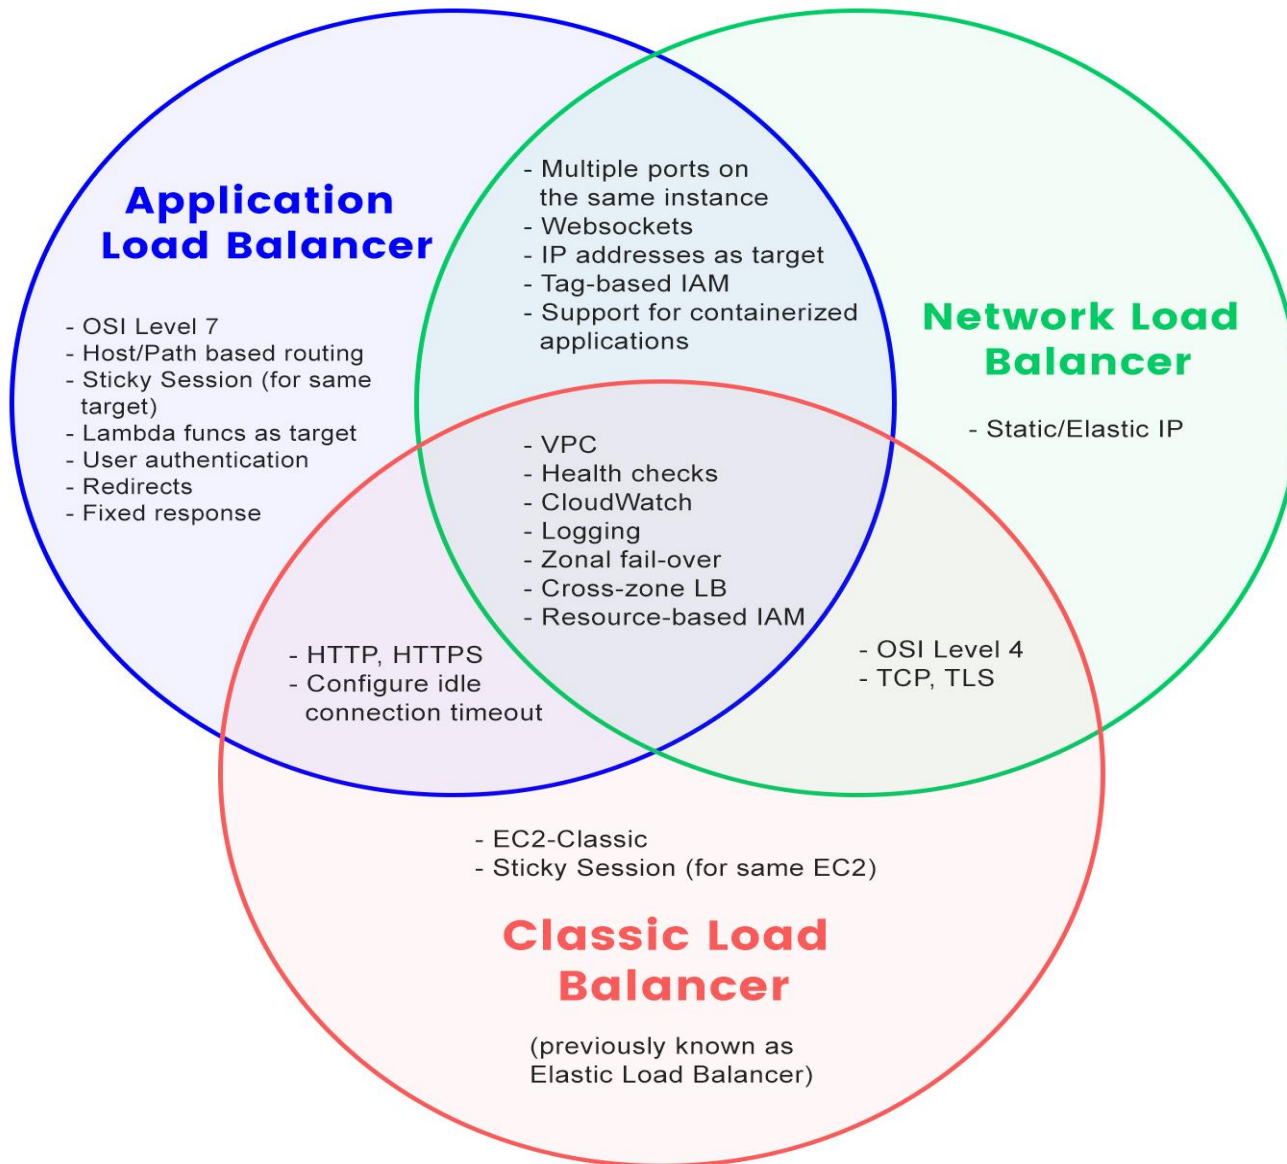 Application
Load Balancer
- OSI Level 7
- Host/Path based routing
- Sticky Session (for same
target)
- Lambda funcs as target
- User authentication
- Redirects
- Fixed response
- Multiple ports on
the same instance
- Websockets
- IP addresses as target
- Tag-based IAM
- Support for containerized
applications
Network Load
Balancer
- Static/Elastic IP
- VPC
- Health checks
- CloudWatch
- Logging
- Zonal fail-over
- Cross-zone LB
- Resource-based IAM
- HTTP, HTTPS
- Configure idle
connection timeout
- OSI Level 4
- TCP, TLS
- EC2-Classic
- Sticky Session (for same EC2)
Classic Load
Balancer
(previously known as
Elastic Load Balancer)